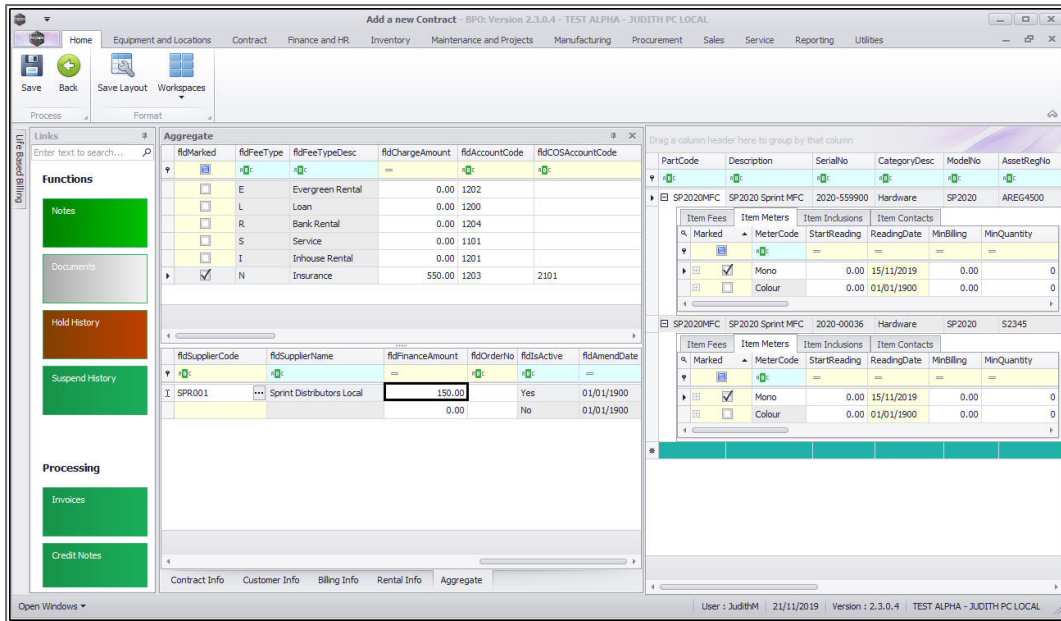 Add a new Contract - BPO: Version 2.3.0.4 - TEST ALPHA - JUDITH PC LOCAL
Home Equipment and Locations Contract Finance and HR Inventory Maintenance and Projects Manufacturing Procurement Sales Service Reporting Utilities
Save Back Save Layout Workspaces
Process Format
Life Based Billing
Links
Enter text to search...
Functions
Notes
Documents
Hold History
Suspend History
Processing
Invoices
Credit Notes
Aggregate
fldMarked fldFeeType fldFeeTypeDesc fldChargeAmount fldAccountCode fldCOSAccountCode
E Evergreen Rental 0.00 1202
L Loan 0.00 1200
R Bank Rental 0.00 1204
S Service 0.00 1101
I Inhouse Rental 0.00 1201
N Insurance 550.00 1203 2101
fldSupplierCode fldSupplierName fldFinanceAmount fldOrderNo fldIsActive fldAmendDate
SPR001 Sprint Distributors Local 150.00 Yes 01/01/1900
0.00 No 01/01/1900
Contract Info Customer Info Billing Info Rental Info Aggregate
Drag a column header here to group by that column
PartCode Description SerialNo CategoryDesc ModelNo AssetRegNo
SP2020MFC SP2020 Sprint MFC 2020-559900 Hardware SP2020 AREG4500
Item Fees Item Meters Item Inclusions Item Contacts
Marked MeterCode StartReading ReadingDate MinBilling MinQuantity
Mono 0.00 15/11/2019 0.00 0
Colour 0.00 01/01/1900 0.00 0
SP2020MFC SP2020 Sprint MFC 2020-00036 Hardware SP2020 S2345
Item Fees Item Meters Item Inclusions Item Contacts
Marked MeterCode StartReading ReadingDate MinBilling MinQuantity
Mono 0.00 15/11/2019 0.00 0
Colour 0.00 01/01/1900 0.00 0
Open Windows User : JudithM 21/11/2019 Version : 2.3.0.4 TEST ALPHA - JUDITH PC LOCAL